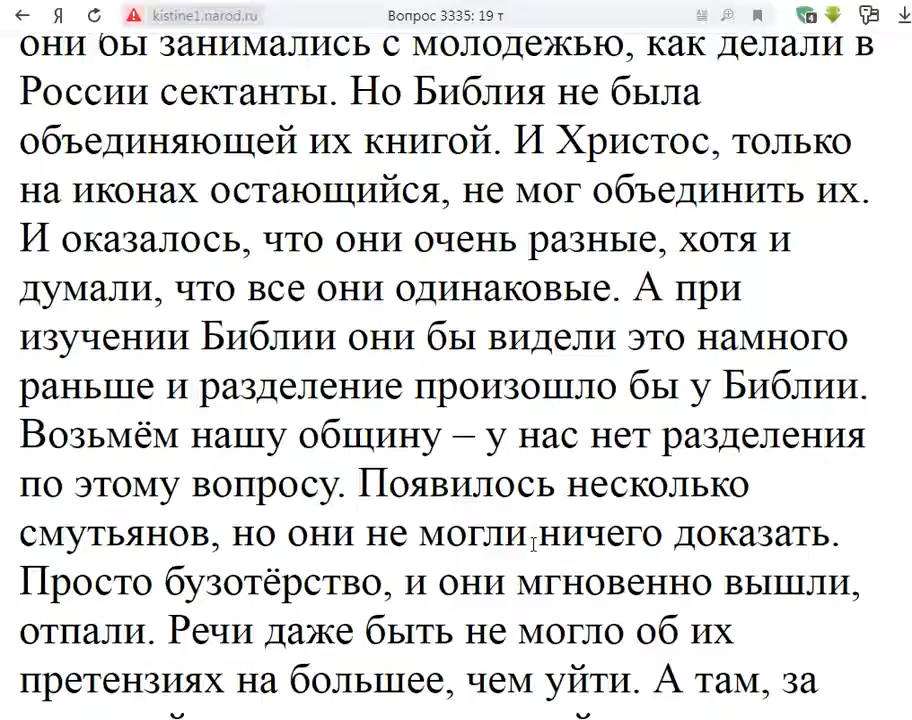 kistine1.narod.ru Вопрос 3335: 19 т
они бы занимались с молодежью, как делали в
России сектанты. Но Библия не была
объединяющей их книгой. И Христос, только
на иконах остающийся, не мог объединить их.
И оказалось, что они очень разные, хотя и
думали, что все они одинаковые. А при
изучении Библии они бы видели это намного
раньше и разделение произошло бы у Библии.
Возьмём нашу общину – у нас нет разделения
по этому вопросу. Появилось несколько
смутьянов, но они не могли ничего доказать.
Просто бузотёрство, и они мгновенно вышли,
отпали. Речи даже быть не могло об их
претензиях на большее, чем уйти. А там, за